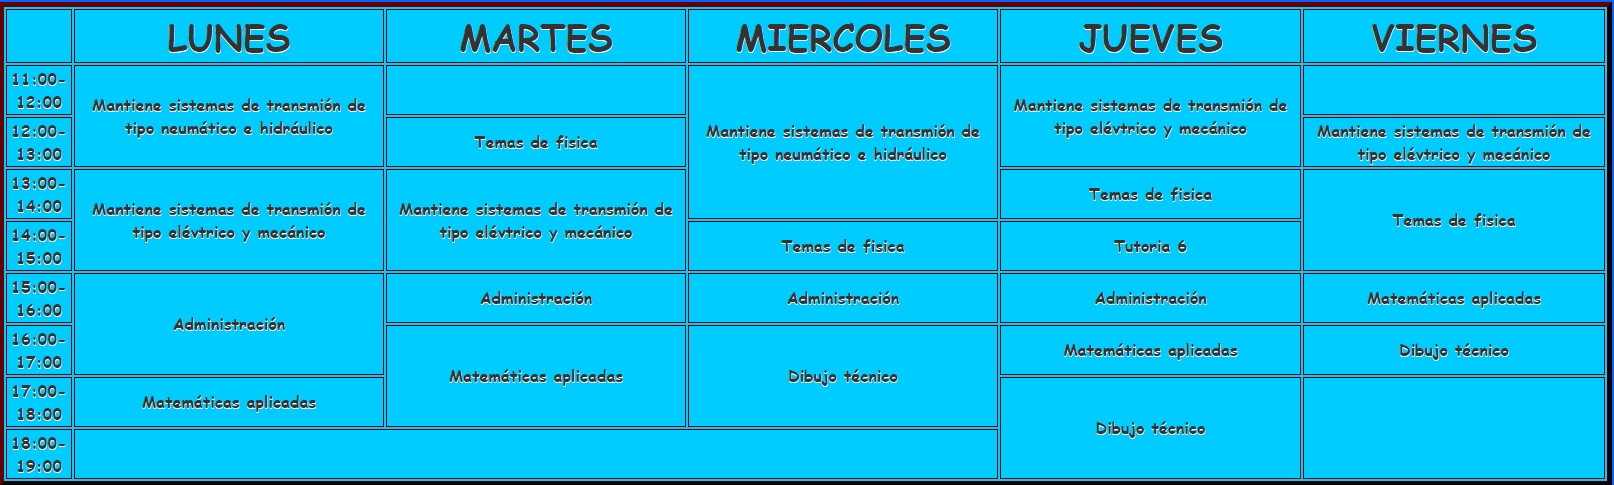 LUNES MARTES MIERCOLES JUEVES VIERNES
11:00-
12:00
Mantiene sistemas de transmión de
tipo neumático e hidráulico
Mantiene sistemas de transmión de
tipo neumático e hidráulico
Mantiene sistemas de transmión de
tipo elévtrico y mecánico
12:00-
13:00
Temas de fisica
Mantiene sistemas de transmión de
tipo elévtrico y mecánico
13:00-
14:00
Mantiene sistemas de transmión de
tipo elévtrico y mecánico
Mantiene sistemas de transmión de
tipo elévtrico y mecánico
Temas de fisica
Temas de fisica
14:00-
15:00
Temas de fisica
Tutoria 6
15:00-
16:00
Administración
Administración
Administración
Administración
Matemáticas aplicadas
16:00-
17:00
Matemáticas aplicadas
Dibujo técnico
Matemáticas aplicadas
Dibujo técnico
17:00-
18:00
Matemáticas aplicadas
Dibujo técnico
18:00-
19:00